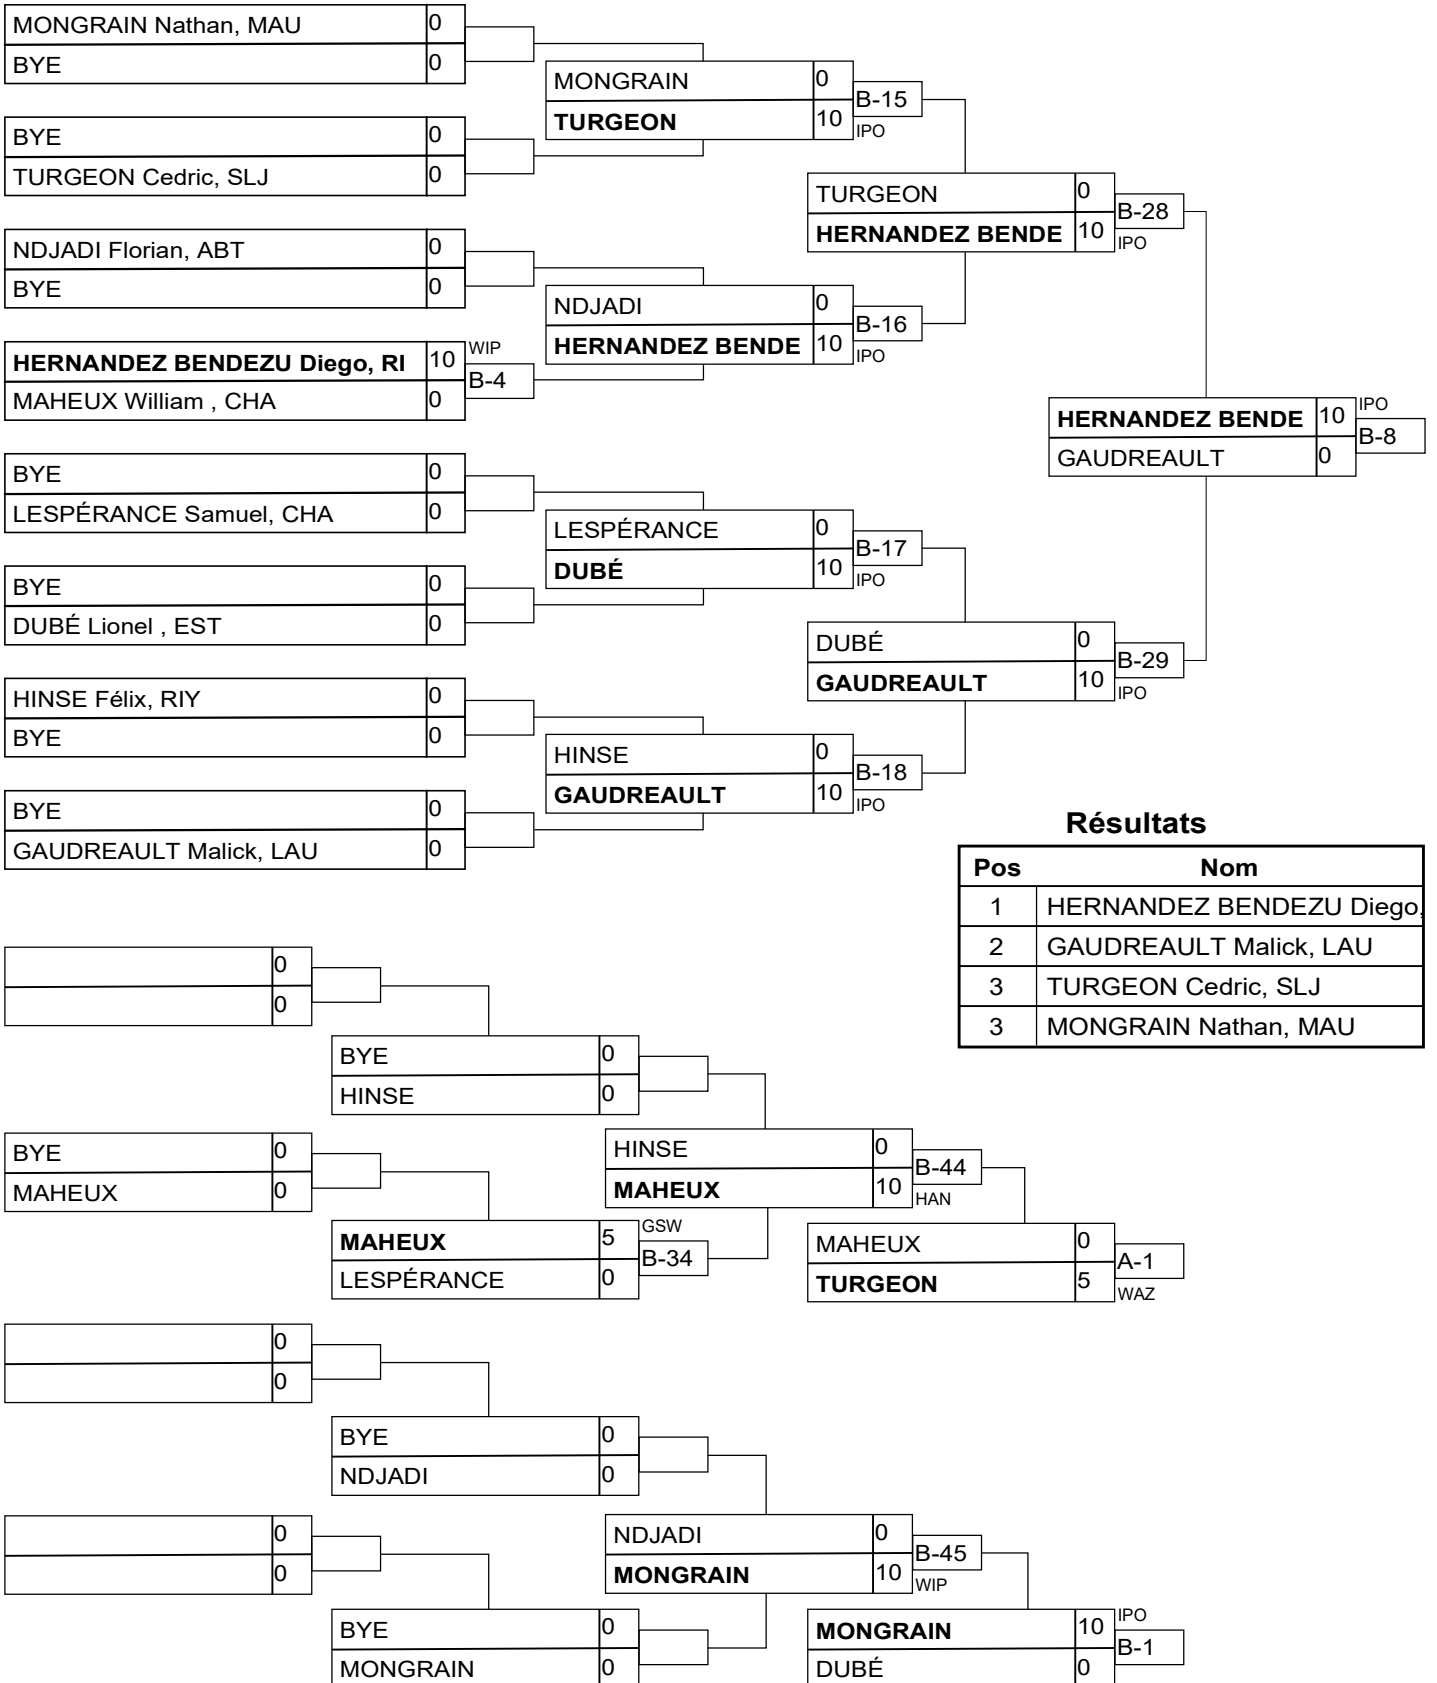 MONGRAIN Nathan, MAU 0
BYE 0
MONGRAIN 0
TURGEON 10
B-15
IPO
BYE 0
TURGEON Cedric, SLJ 0
TURGEON 0
HERNANDEZ BENDE 10
B-28
IPO
NDJADI Florian, ABT 0
BYE 0
NDJADI 0
HERNANDEZ BENDE 10
B-16
IPO
HERNANDEZ BENDEZU Diego, RI 10
MAHEUX William , CHA 0
WIP
B-4
HERNANDEZ BENDE 10
GAUDREAULT 0
IPO
B-8
BYE 0
LESPÉRANCE Samuel, CHA 0
LESPÉRANCE 0
DUBÉ 10
B-17
IPO
BYE 0
DUBÉ Lionel , EST 0
DUBÉ 0
GAUDREAULT 10
B-29
IPO
HINSE Félix, RIY 0
BYE 0
HINSE 0
GAUDREAULT 10
B-18
IPO
BYE 0
GAUDREAULT Malick, LAU 0
Résultats
Pos Nom
1 HERNANDEZ BENDEZU Diego,
2 GAUDREAULT Malick, LAU
3 TURGEON Cedric, SLJ
3 MONGRAIN Nathan, MAU
0
0
BYE 0
HINSE 0
BYE 0
MAHEUX 0
HINSE 0
MAHEUX 10
B-44
HAN
MAHEUX 5
LESPÉRANCE 0
GSW
B-34
MAHEUX 0
TURGEON 5
A-1
WAZ
0
0
BYE 0
NDJADI 0
0
0
NDJADI 0
MONGRAIN 10
B-45
WIP
BYE 0
MONGRAIN 0
MONGRAIN 10
DUBÉ 0
IPO
B-1